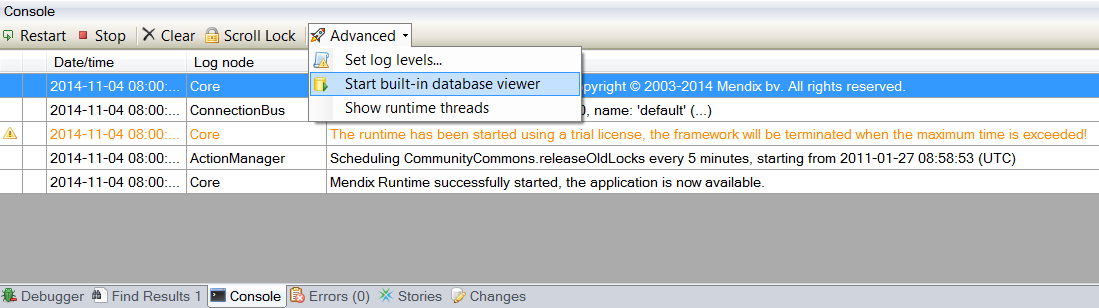 Console
Restart Stop Clear Scroll Lock Advanced
Set log levels...
Start built-in database viewer
Show runtime threads
Date/time Log node
2014-11-04 08:00:... Core pyright © 2003-2014 Mendix bv. All rights reserved.
2014-11-04 08:00:... ConnectionBus 0, name: 'default' (...)
2014-11-04 08:00:... Core The runtime has been started using a trial license, the framework will be terminated when the maximum time is exceeded!
2014-11-04 08:00:... ActionManager Scheduling CommunityCommons.releaseOldLocks every 5 minutes, starting from 2011-01-27 08:58:53 (UTC)
2014-11-04 08:00:... Core Mendix Runtime successfully started, the application is now available.
Debugger Find Results 1 Console Errors (0) Stories Changes